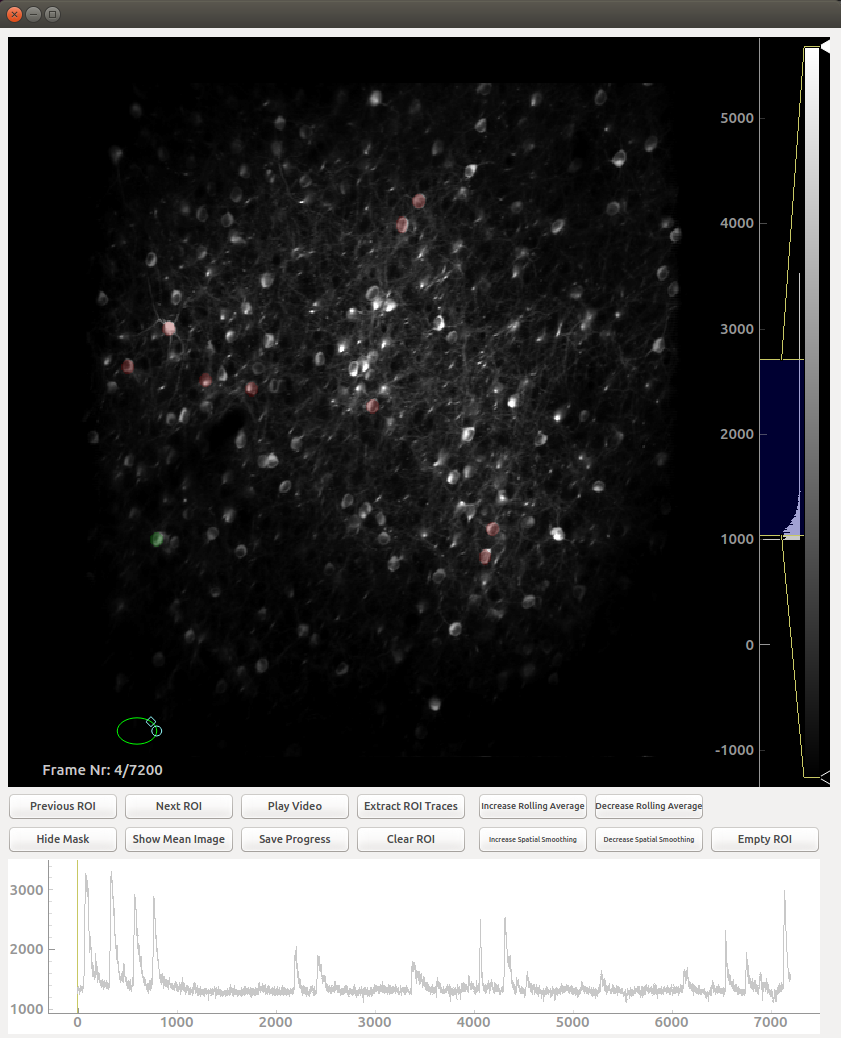 5000
4000
3000
2000
1000
0
-1000
Frame Nr: 4/7200
Previous ROI
Next ROI
Play Video
Extract ROI Traces
Increase Rolling Average
Decrease Rolling Average
Hide Mask
Show Mean Image
Save Progress
Clear ROI
Increase Spatial Smoothing
Decrease Spatial Smoothing
Empty ROI
3000
2000
1000
0 1000 2000 3000 4000 5000 6000 7000